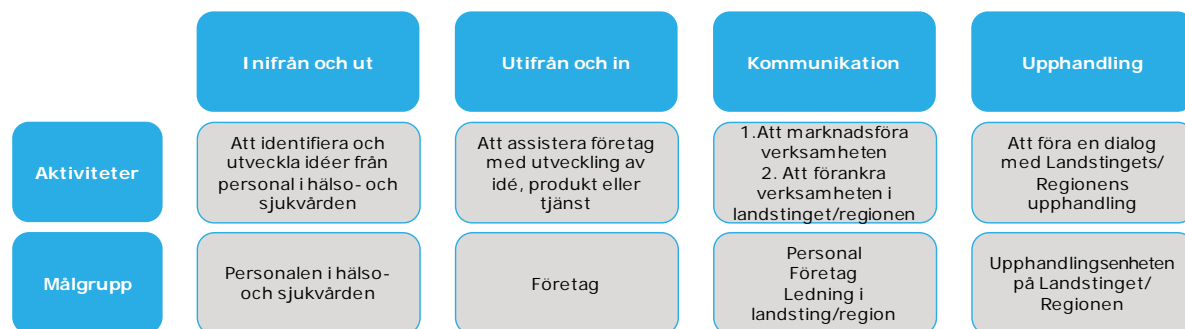 Inifrån och ut
Utifrån och in
Kommunikation
Upphandling
Aktiviteter
Att identifiera och
utveckla idéer från
personal i hälso- och
sjukvården
Att assistera företag
med utveckling av
idé, produkt eller
tjänst
1.Att marknadsföra
verksamheten
2. Att förankra
verksamheten i
landstinget/regionen
Att föra en dialog
med Landstingets/
Regionens
upphandling
Målgrupp
Personalen i hälso-
och sjukvården
Företag
Personal
Företag
Ledning i
landsting/region
Upphandlingsenheten
på Landstinget/
Regionen